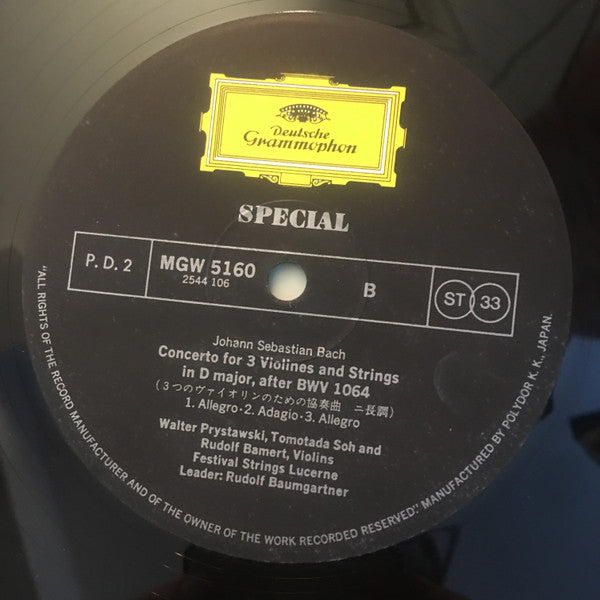 Deutsche
Grammophon
SPECIAL
P.D.2
MGW 5160
2544 106
B
ST 33
Johann Sebastian Bach
Concerto for 3 Violines and Strings
in D major, after BWV 1064
(3つのヴァイオリンのための協奏曲 ニ長調)
1. Allegro - 2. Adagio - 3. Allegro
Walter Prystawski, Tomotada Soh and
Rudolf Bamert, Violins
Festival Strings Lucerne
Leader: Rudolf Baumgartner
"ALL RIGHTS OF THE RECORD MANUFACTURER AND OF THE OWNER OF THE WORK RECORDED RESERVED." MANUFACTURED BY POLYDOR K. K., JAPAN.